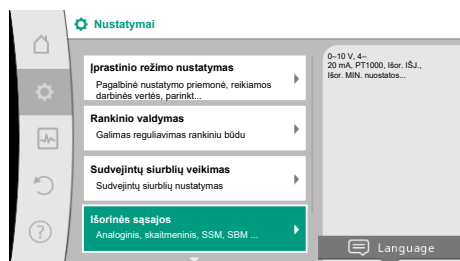 Nustatymai
Įprastinio režimo nustatymas
Pagalbinė nustatymo priemonė, reikiamos
darbinės vertės, parinkt...
Rankinio valdymas
Galimas reguliavimas rankiniu būdu
Sudvejintų siurblių veikimas
Sudvejintų siurblių nustatymas
Išorinės sąsajos
Analoginis, skaitmeninis, SSM, SBM ...
0–10 V, 4–
20 mA, PT1000, Išor. IŠJ.,
Išor. MIN. nuostatos...
Language